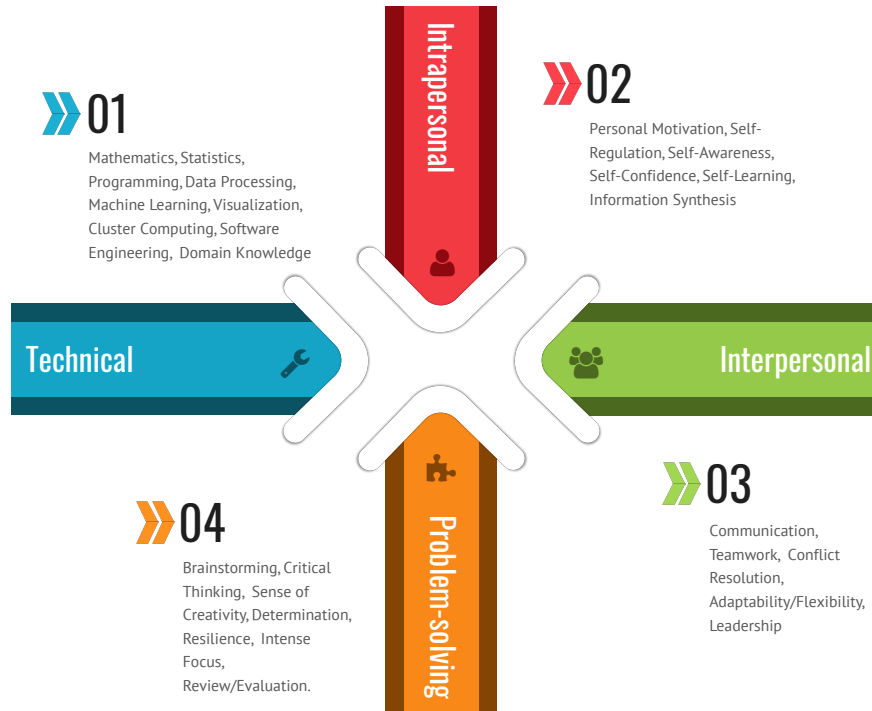 01
Mathematics, Statistics,
Programming, Data Processing,
Machine Learning, Visualization,
Cluster Computing, Software
Engineering, Domain Knowledge
Technical
Intrapersonal
02
Personal Motivation, Self-
Regulation, Self-Awareness,
Self-Confidence, Self-Learning,
Information Synthesis
Interpersonal
03
Communication,
Teamwork, Conflict
Resolution,
Adaptability/Flexibility,
Leadership
04
Brainstorming, Critical
Thinking, Sense of
Creativity, Determination,
Resilience, Intense
Focus,
Review/Evaluation.
Problem-solving